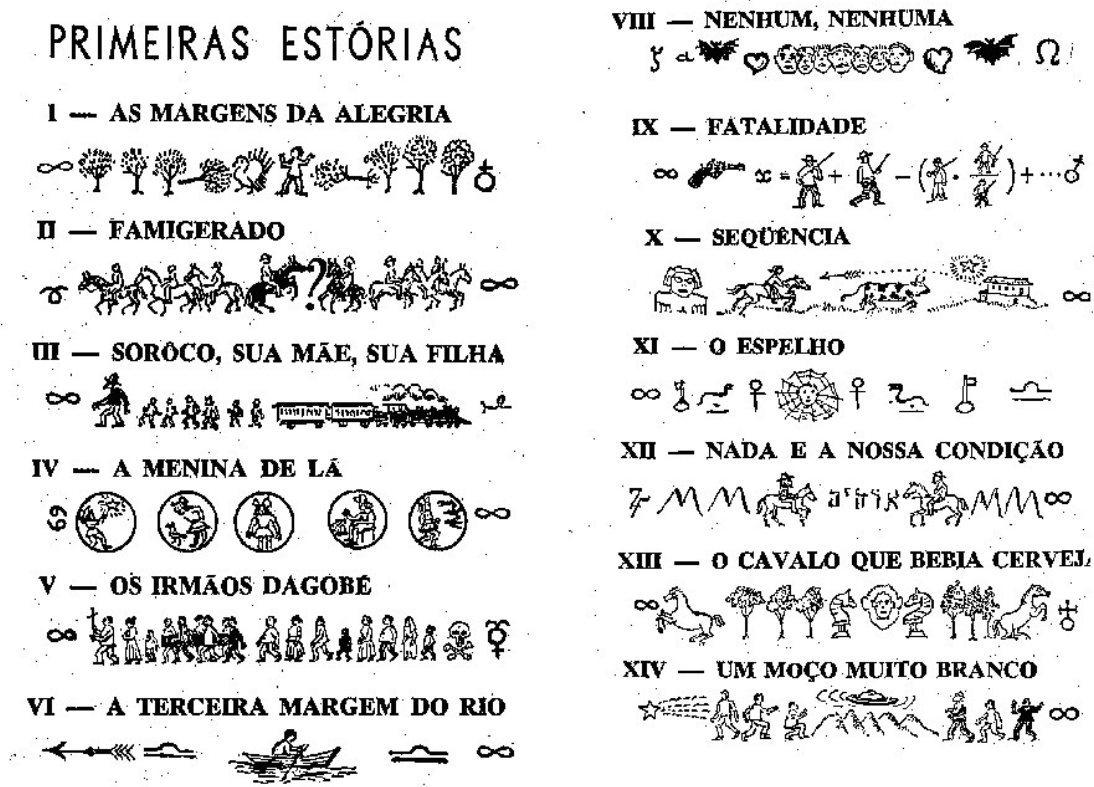 PRIMEIRAS ESTÓRIAS
I — AS MARGENS DA ALEGRIA
II — FAMIGERADO
?
III — SORÔCO, SUA MÃE, SUA FILHA
IV — A MENINA DE LÁ
V — OS IRMÃOS DAGOBÉ
VI — A TERCEIRA MARGEM DO RIO
VIII — NENHUM, NENHUMA
Ω
IX — FATALIDADE
X — SEQÜÊNCIA
XI — O ESPELHO
XII — NADA E A NOSSA CONDIÇÃO
XIII — O CAVALO QUE BEBIA CERVEJ
XIV — UM MOÇO MUITO BRANCO